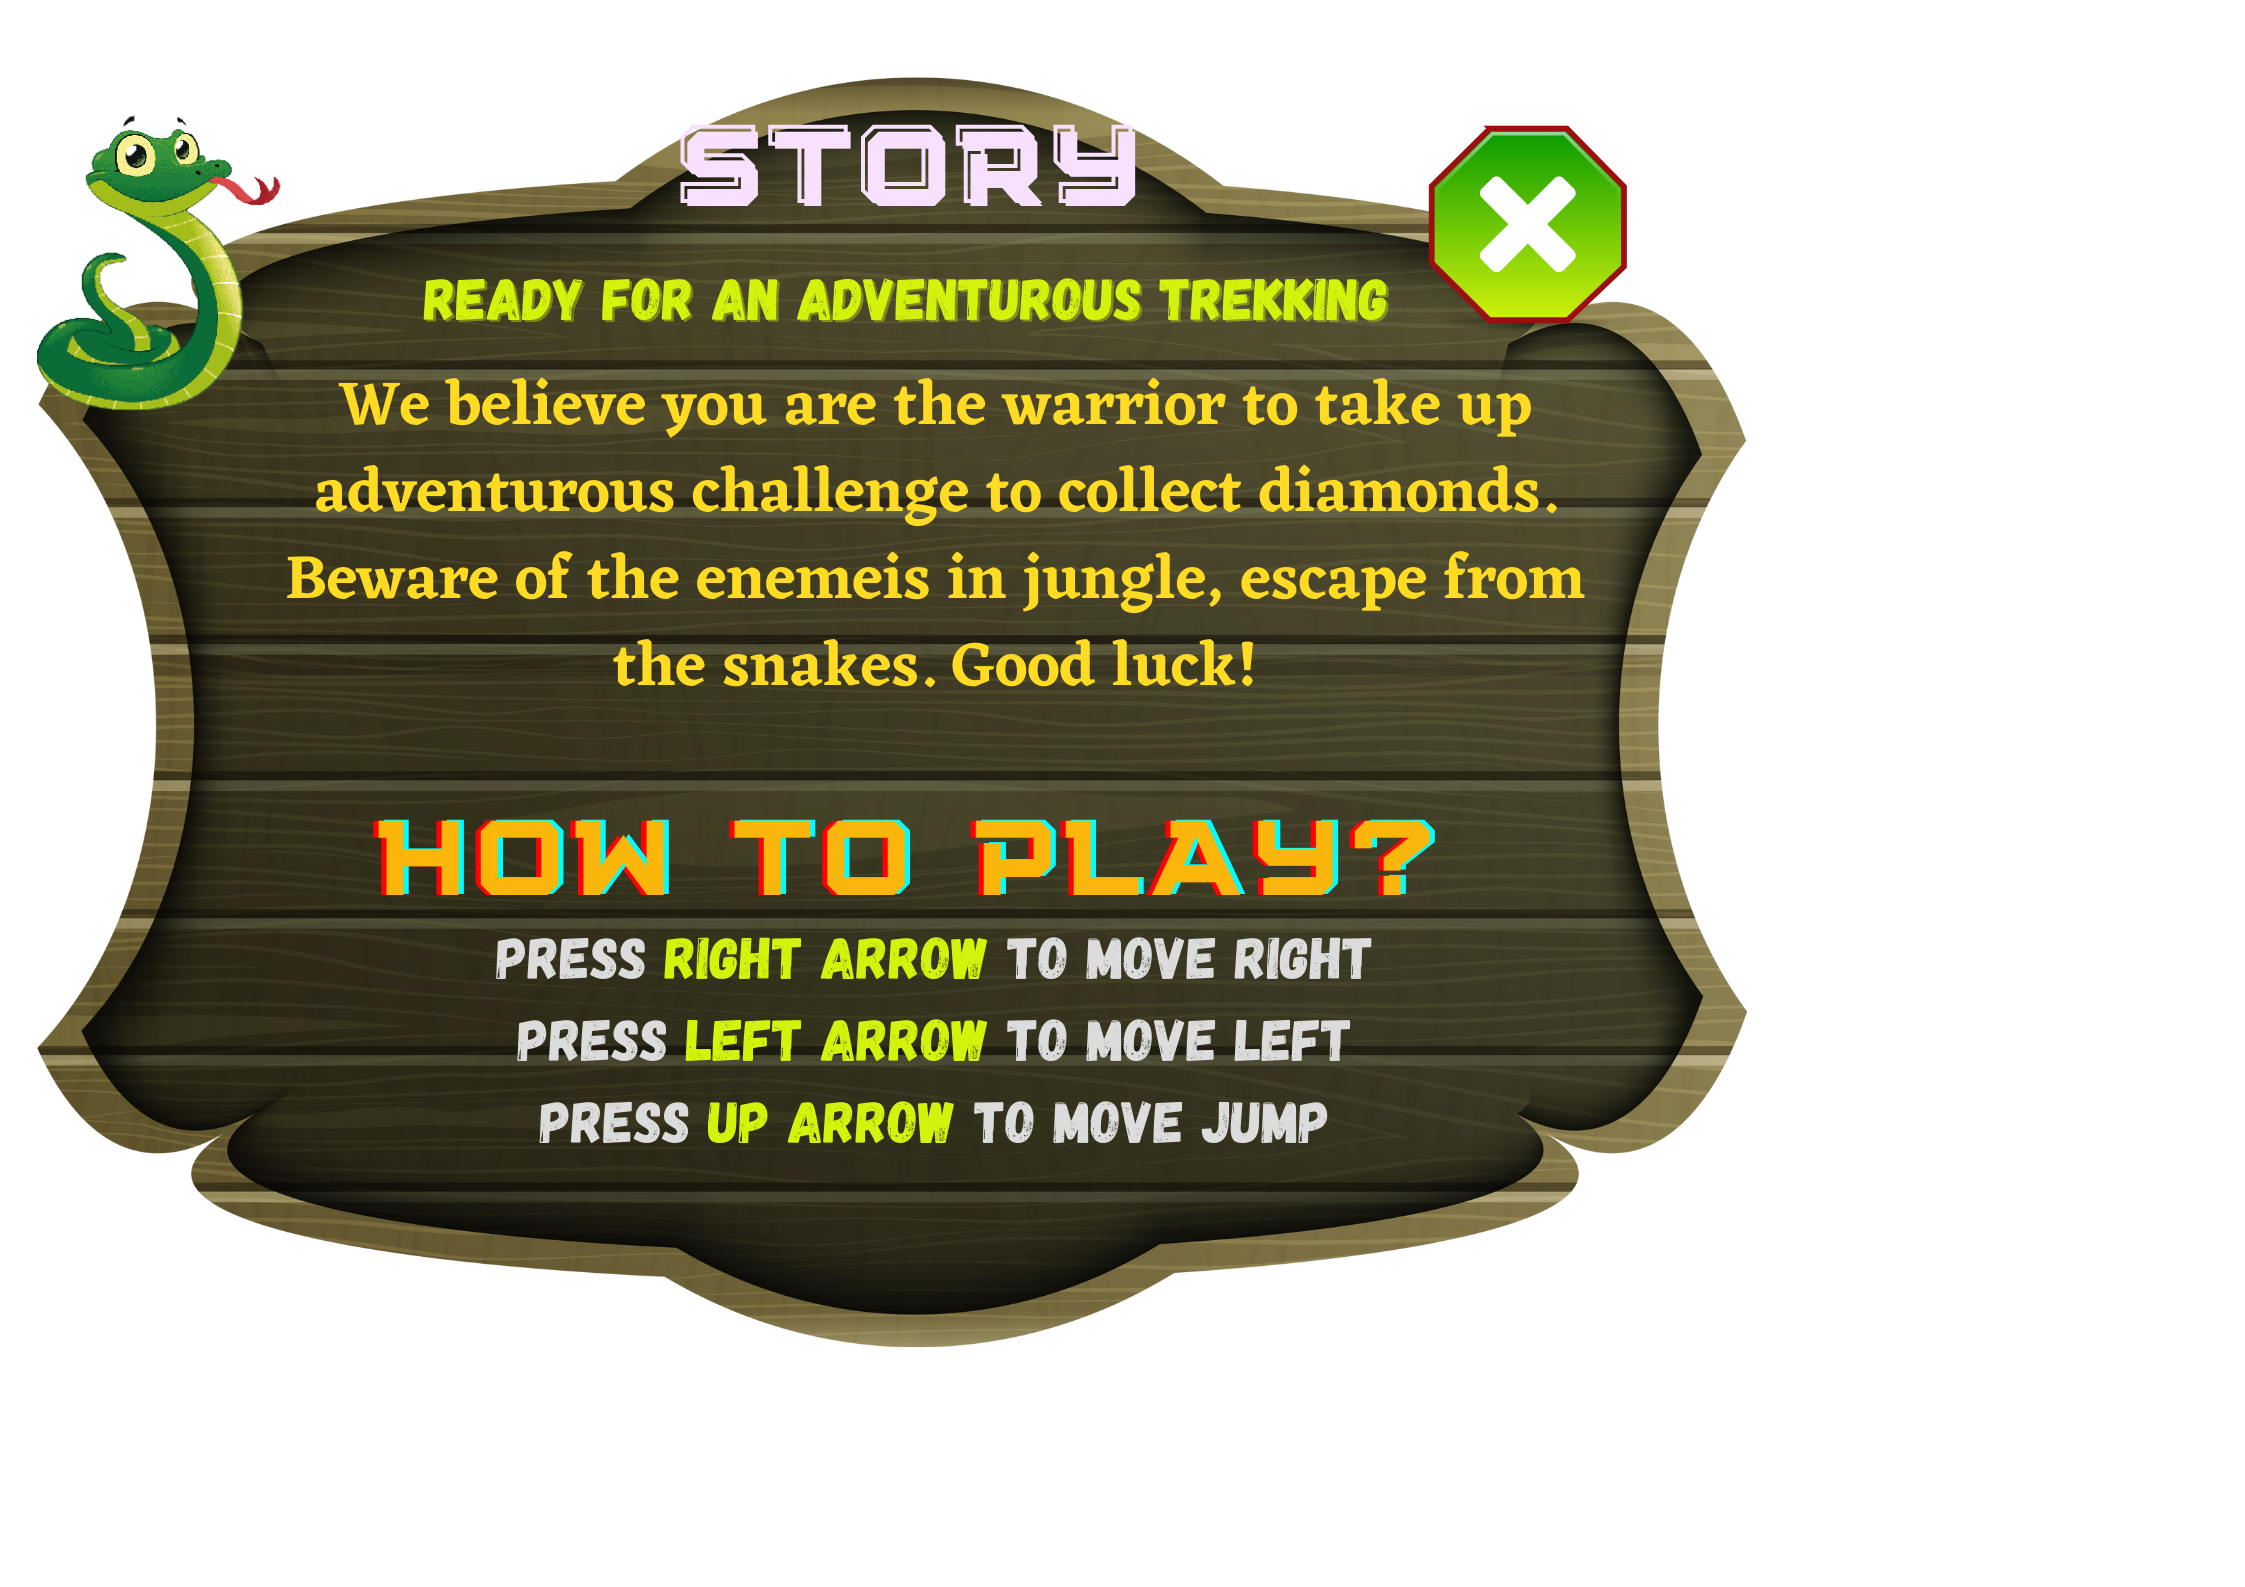 STORY
READY FOR AN ADVENTUROUS TREKKING
We believe you are the warrior to take up
adventurous challenge to collect diamonds.
Beware of the enemeis in jungle, escape from
the snakes. Good luck!
HOW TO PLAY?
PRESS RIGHT ARROW TO MOVE RIGHT
PRESS LEFT ARROW TO MOVE LEFT
PRESS UP ARROW TO MOVE JUMP